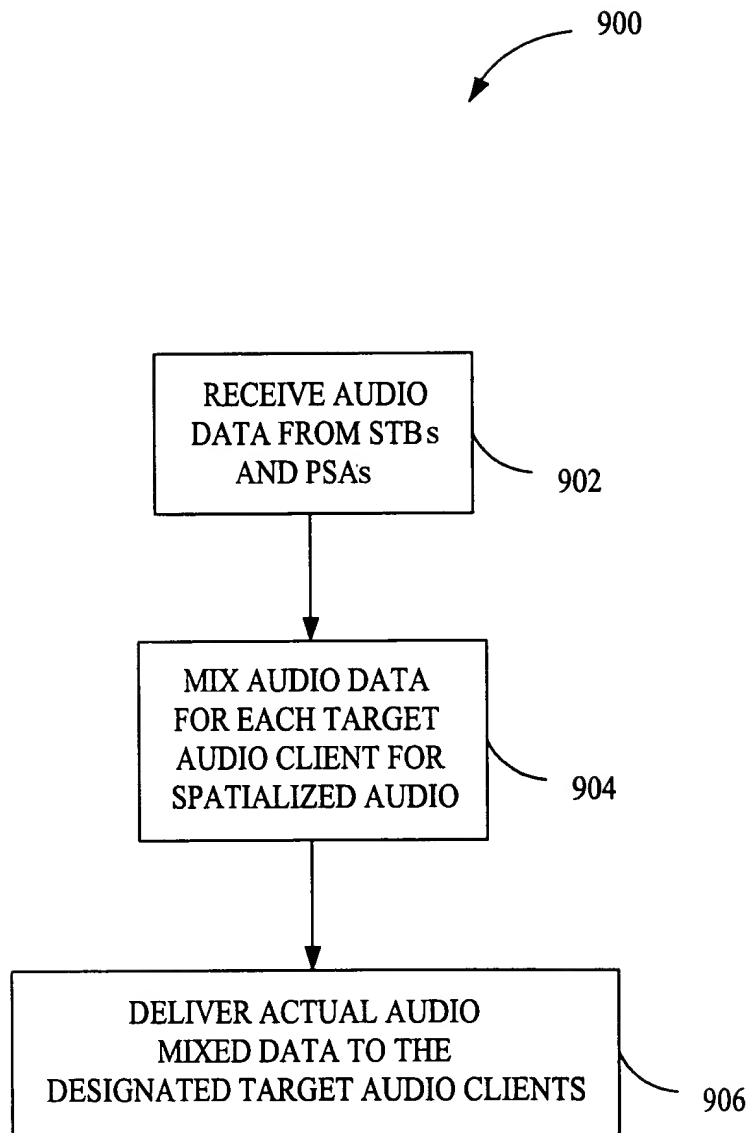 900
RECEIVE AUDIO
DATA FROM STBs
AND PSAs
902
MIX AUDIO DATA
FOR EACH TARGET
AUDIO CLIENT FOR
SPATIALIZED AUDIO
904
DELIVER ACTUAL AUDIO
MIXED DATA TO THE
DESIGNATED TARGET AUDIO CLIENTS
906